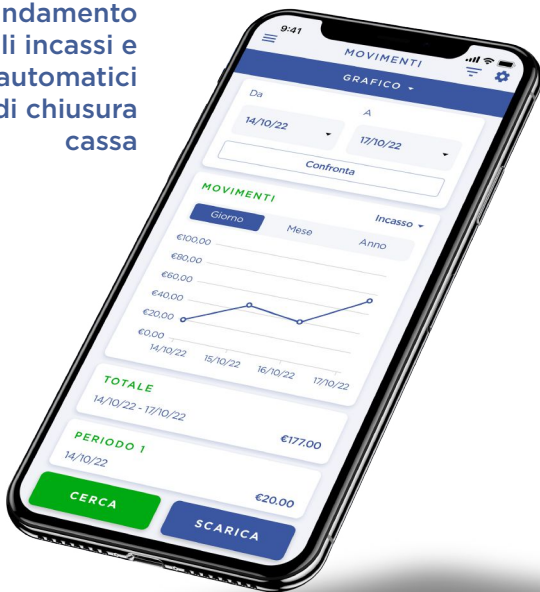 ndamento
li incassi e
automatici
di chiusura
cassa
9:41
MOVIMENTI
GRAFICO
Da
A
14/10/22
17/10/22
Confronta
MOVIMENTI
Incasso
Giorno
Mese
Anno
€100,00
€80,00
€60,00
€40,00
€20,00
€0,00
14/10/22
15/10/22
16/10/22
17/10/22
TOTALE
14/10/22 - 17/10/22
€177.00
PERIODO 1
14/10/22
€20.00
CERCA
SCARICA